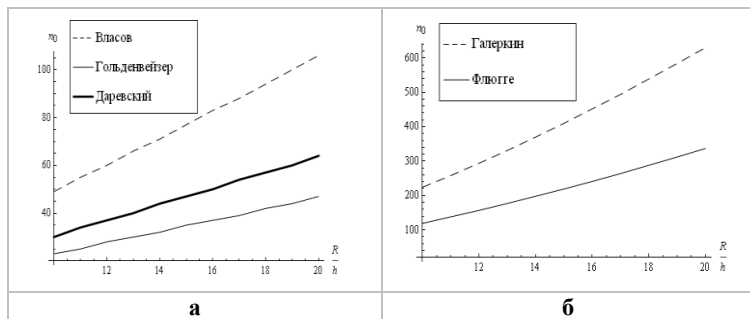 n0
Власов
Гольденвейзер
Даревский
100
80
60
40
12
14
16
18
20
R
h
а
n0
Галеркин
Флюгге
600
500
400
300
200
100
12
14
16
18
20
R
h
б